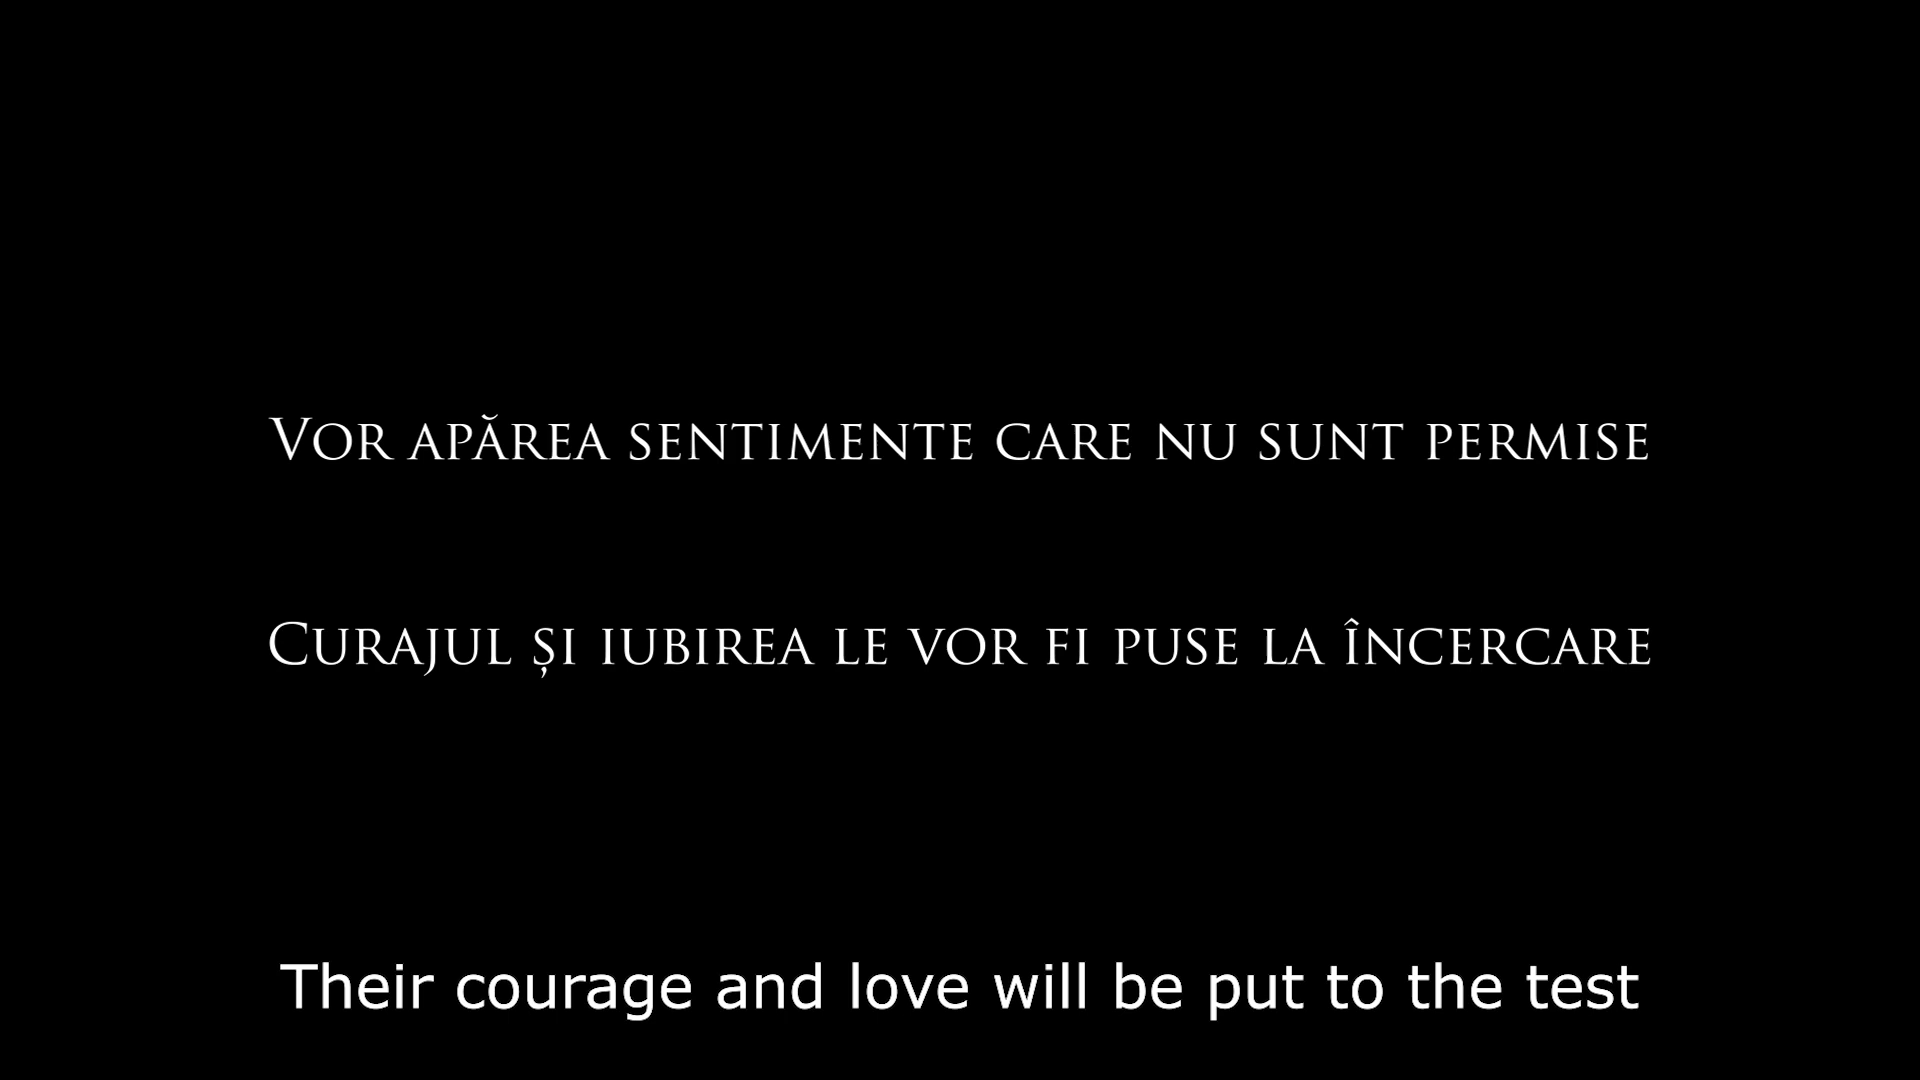 Vor apărea sentimente care nu sunt permise
Curajul și iubirea le vor fi puse la încercare
Their courage and love will be put to the test